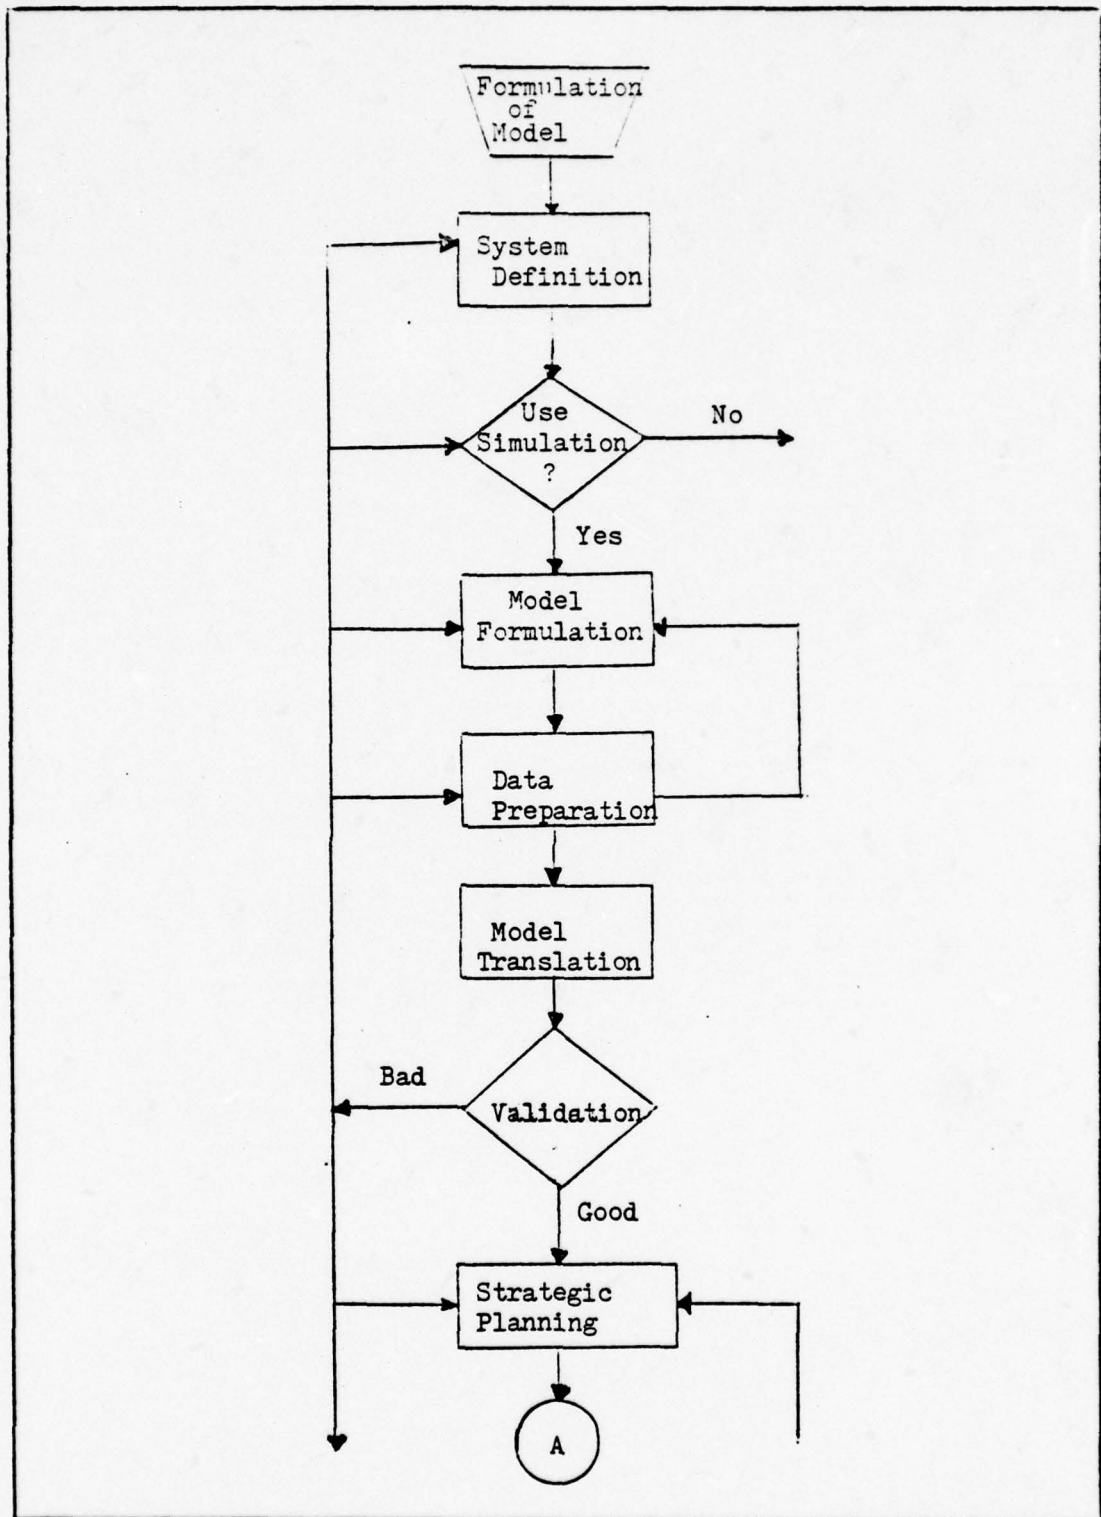 Formulation
of
Model
System
Definition
Use
Simulation
?
No
Yes
Model
Formulation
Data
Preparation
Model
Translation
Bad
Validation
Good
Strategic
Planning
A